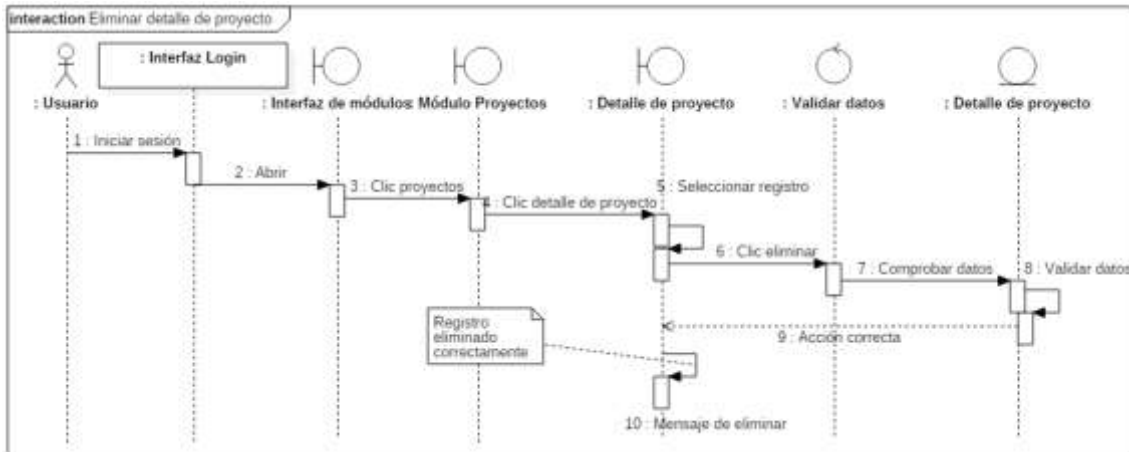 interaction Eliminar detalle de proyecto
: Usuario
: Interfaz Login
: Interfaz de módulos
: Módulo Proyectos
: Detalle de proyecto
: Validar datos
: Detalle de proyecto
1 : Iniciar sesión
2 : Abrir
3 : Clic proyectos
4 : Clic detalle de proyecto
5 : Seleccionar registro
6 : Clic eliminar
7 : Comprobar datos
8 : Validar datos
9 : Acción correcta
Registro
eliminado
correctamente
10 : Mensaje de eliminar